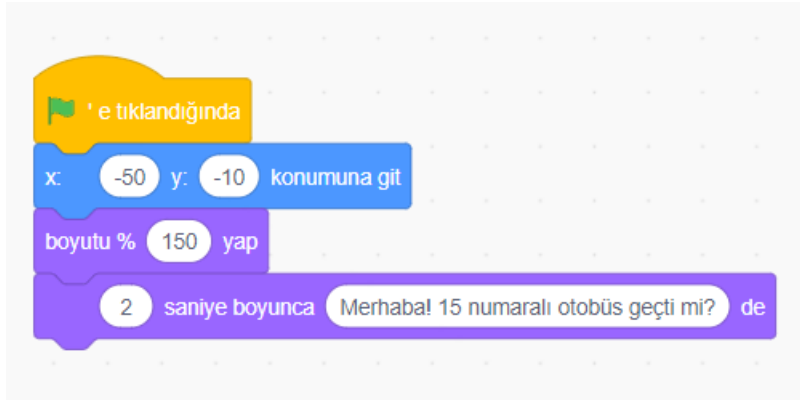 ' e tıklandığında
x: -50 y: -10 konumuna git
boyutu % 150 yap
2 saniye boyunca Merhaba! 15 numaralı otobüs geçti mi? de